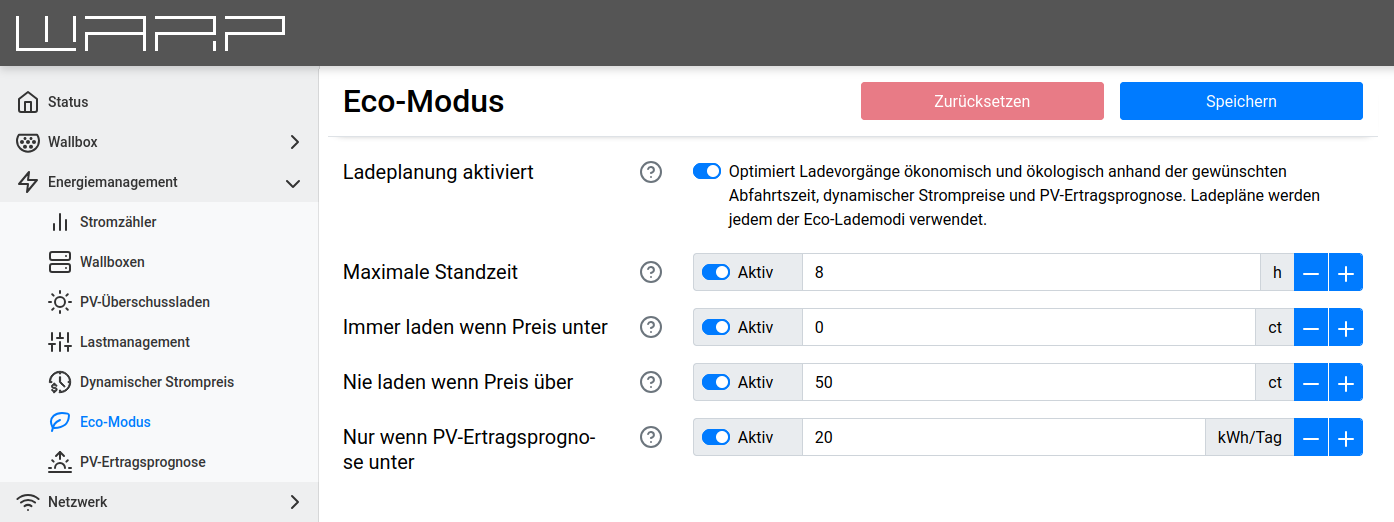 WARP
Status
Wallbox
Energiemanagement
Stromzähler
Wallboxen
PV-Überschussladen
Lastmanagement
Dynamischer Strompreis
Eco-Modus
PV-Ertragsprognose
Netzwerk
Eco-Modus
Zurücksetzen
Speichern
Ladeplanung aktiviert
Optimiert Ladevorgänge ökonomisch und ökologisch anhand der gewünschten
Abfahrtszeit, dynamischer Strompreise und PV-Ertragsprognose. Ladepläne werden
jedem der Eco-Lademodi verwendet.
Maximale Standzeit
Aktiv
8
h
Immer laden wenn Preis unter
Aktiv
0
ct
Nie laden wenn Preis über
Aktiv
50
ct
Nur wenn PV-Ertragsprogno-
se unter
Aktiv
20
kWh/Tag